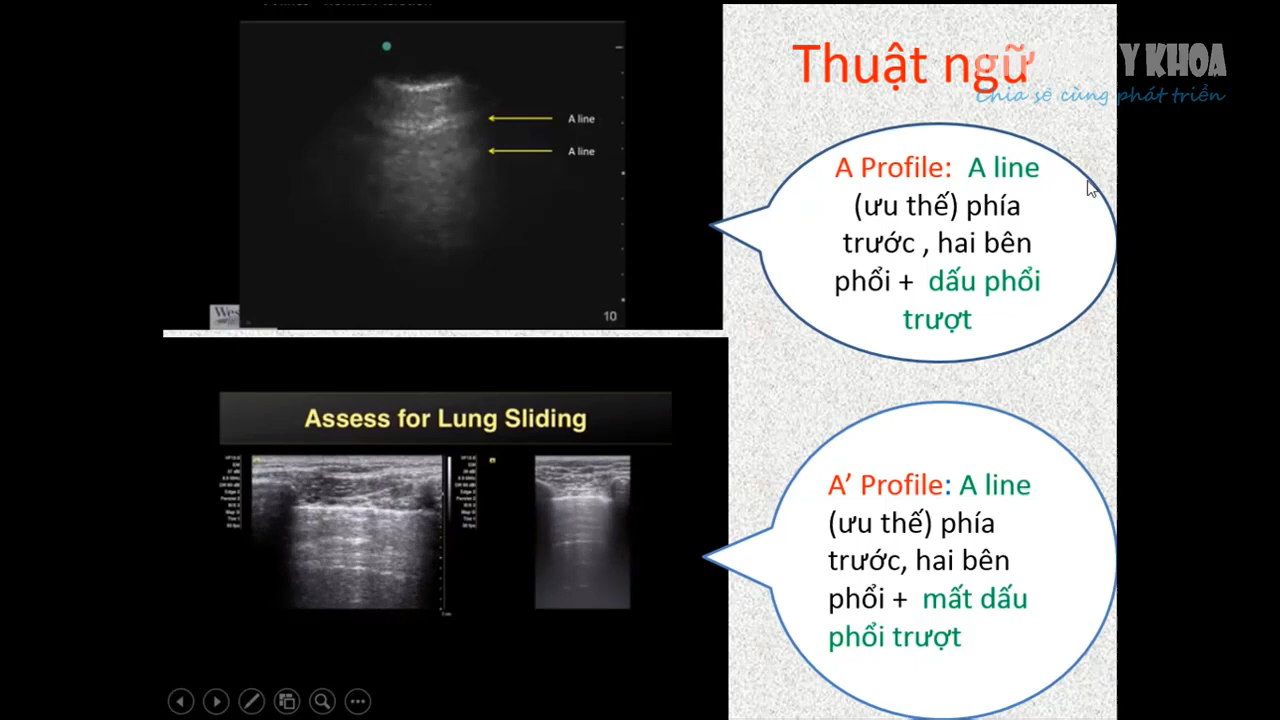 Thuật ngữ
Y KHOA
Chia sẻ cùng phát triển
A line
A line
10
A Profile: A line
(ưu thế) phía
trước , hai bên
phổi + dấu phổi
trượt
Assess for Lung Sliding
A’ Profile: A line
(ưu thế) phía
trước, hai bên
phổi + mất dấu
phổi trượt